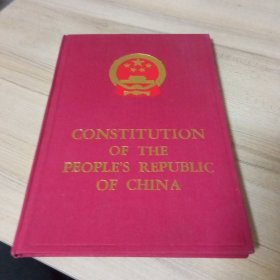 CONSTITUTION
OF THE
PEOPLE'S REPUBLIC
OF CHINA